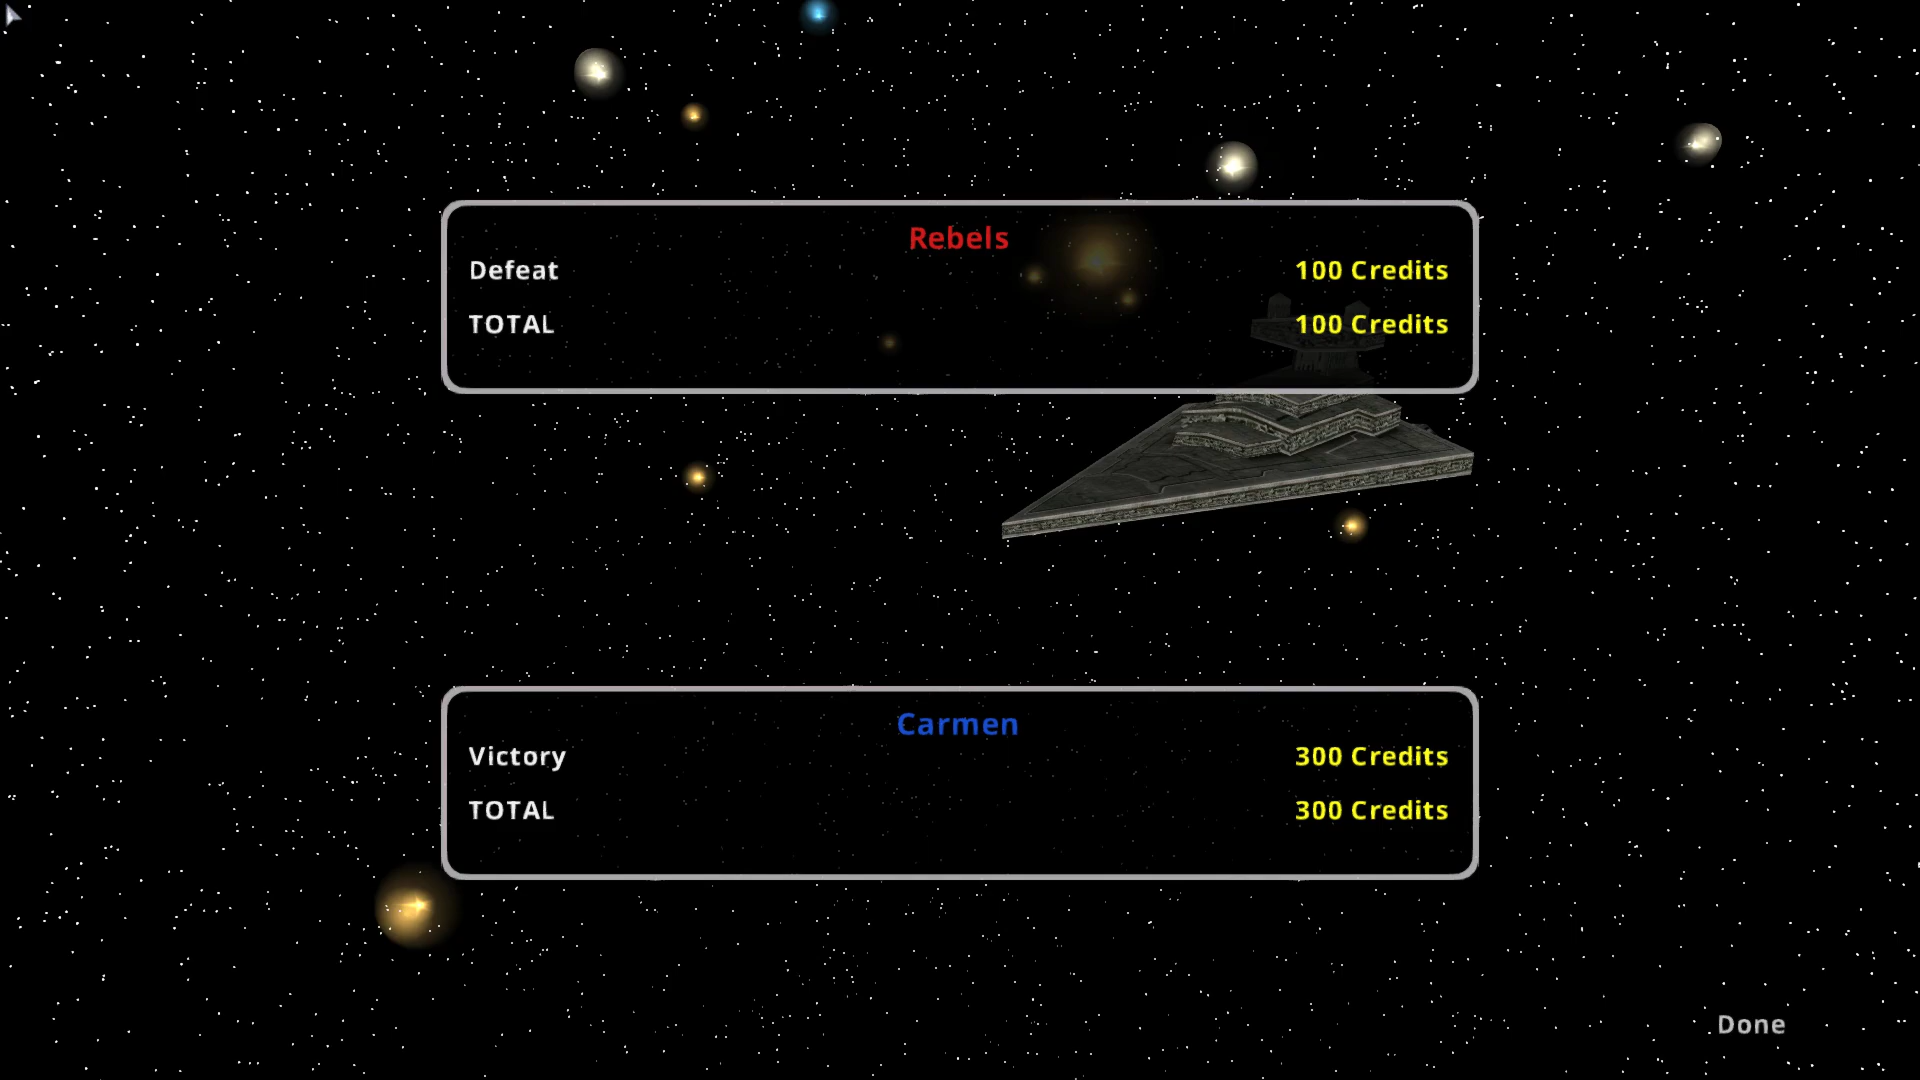 Rebels
Defeat 100 Credits
TOTAL 100 Credits
Carmen
Victory 300 Credits
TOTAL 300 Credits
Done